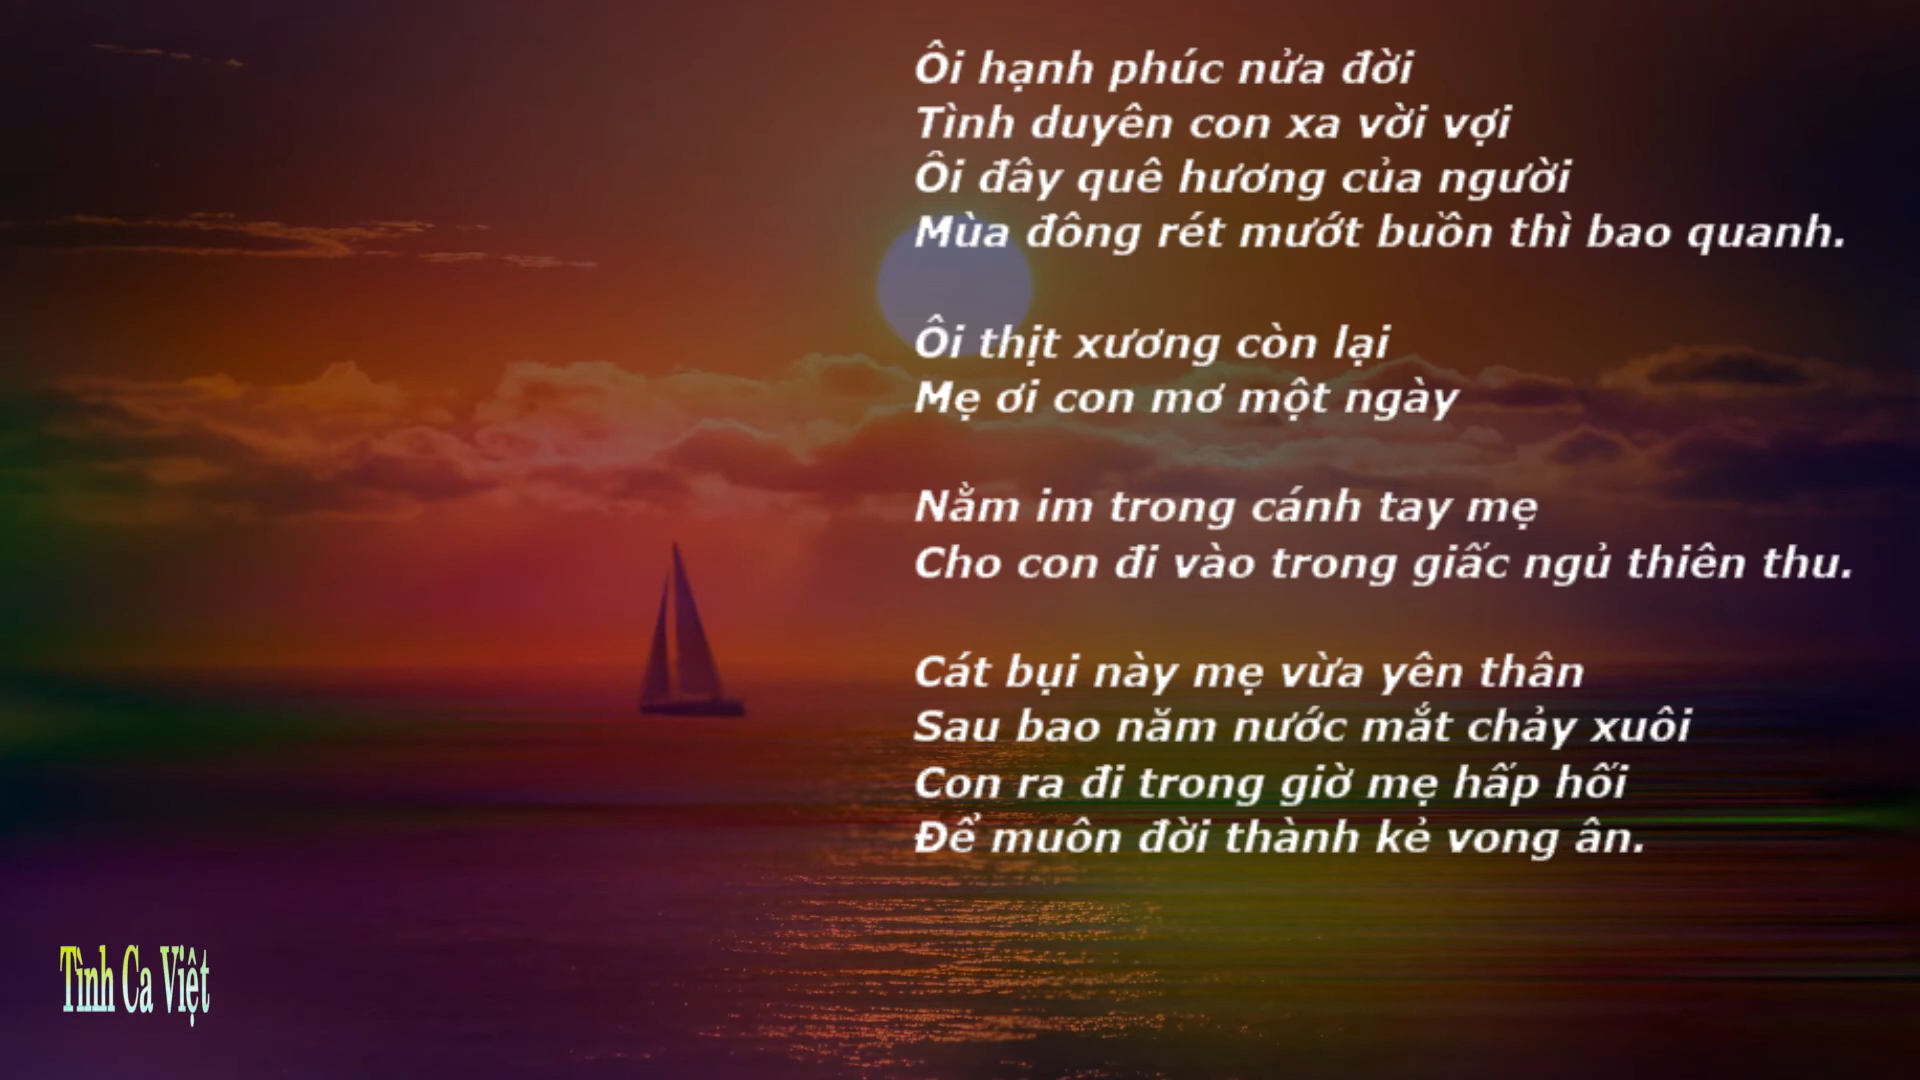 Ôi hạnh phúc nửa đời
Tình duyên con xa vời vợi
Ôi đây quê hương của người
Mùa đông rét mướt buồn thì bao quanh.
Ôi thịt xương còn lại
Mẹ ơi con mơ một ngày
Nằm im trong cánh tay mẹ
Cho con đi vào trong giấc ngủ thiên thu.
Cát bụi này mẹ vừa yên thân
Sau bao năm nước mắt chảy xuôi
Con ra đi trong giờ mẹ hấp hối
Để muôn đời thành kẻ vong ân.
Tình Ca Việt